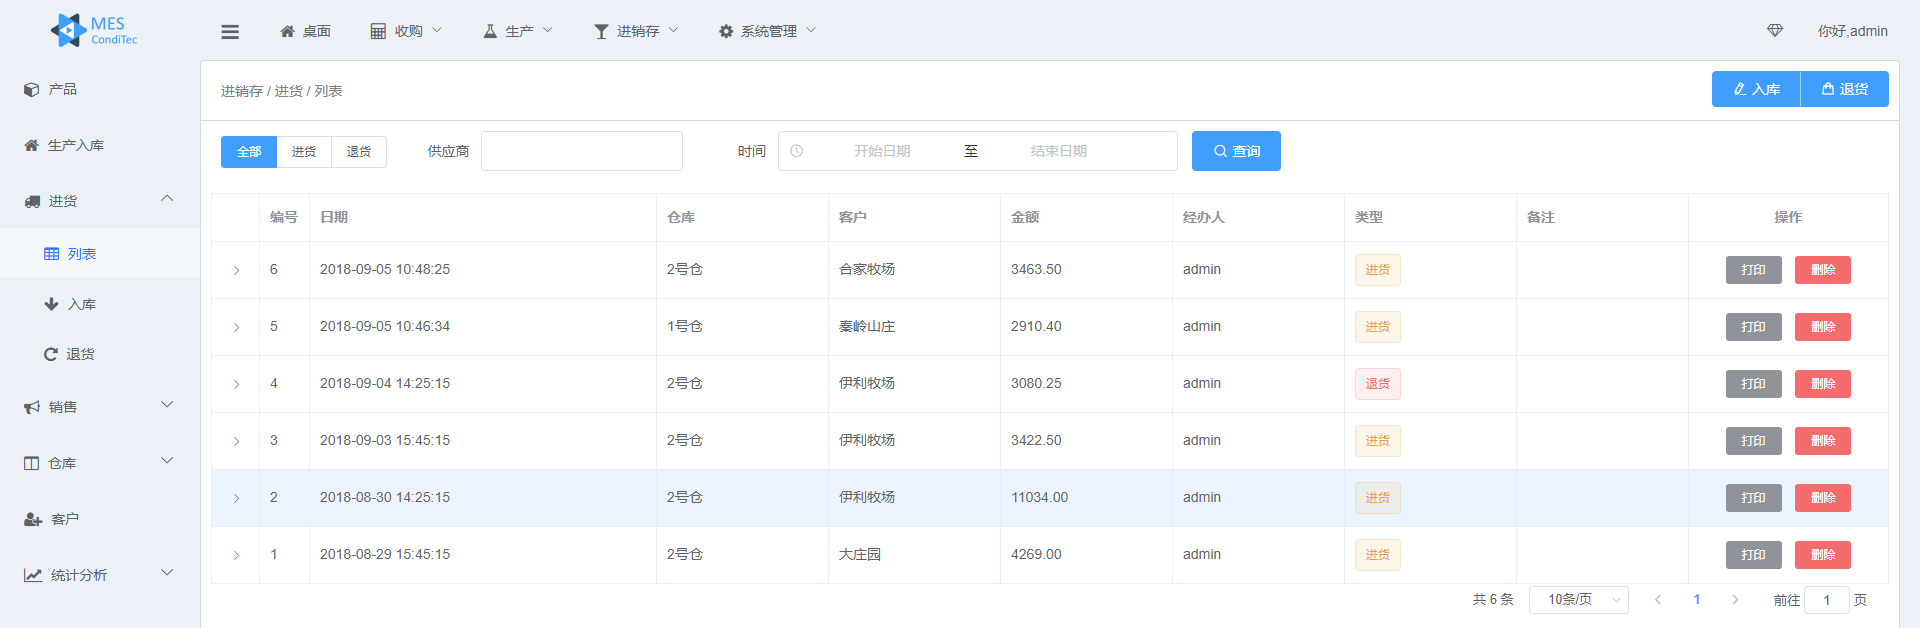 MES
CondiTec
桌面 收购 生产 进销存 系统管理 你好,admin
产品
生产入库
进货
列表
入库
退货
销售
仓库
客户
统计分析
进销存 / 进货 / 列表 入库 退货
全部 进货 退货 供应商 时间 开始日期 至 结束日期 查询
编号 日期 仓库 客户 金额 经办人 类型 备注 操作
6 2018-09-05 10:48:25 2号仓 合家牧场 3463.50 admin 进货 打印 删除
5 2018-09-05 10:46:34 1号仓 秦岭山庄 2910.40 admin 进货 打印 删除
4 2018-09-04 14:25:15 2号仓 伊利牧场 3080.25 admin 退货 打印 删除
3 2018-09-03 15:45:15 2号仓 伊利牧场 3422.50 admin 进货 打印 删除
2 2018-08-30 14:25:15 2号仓 伊利牧场 11034.00 admin 进货 打印 删除
1 2018-08-29 15:45:15 2号仓 大庄园 4269.00 admin 进货 打印 删除
共 6 条 10条/页 1 前往 1 页